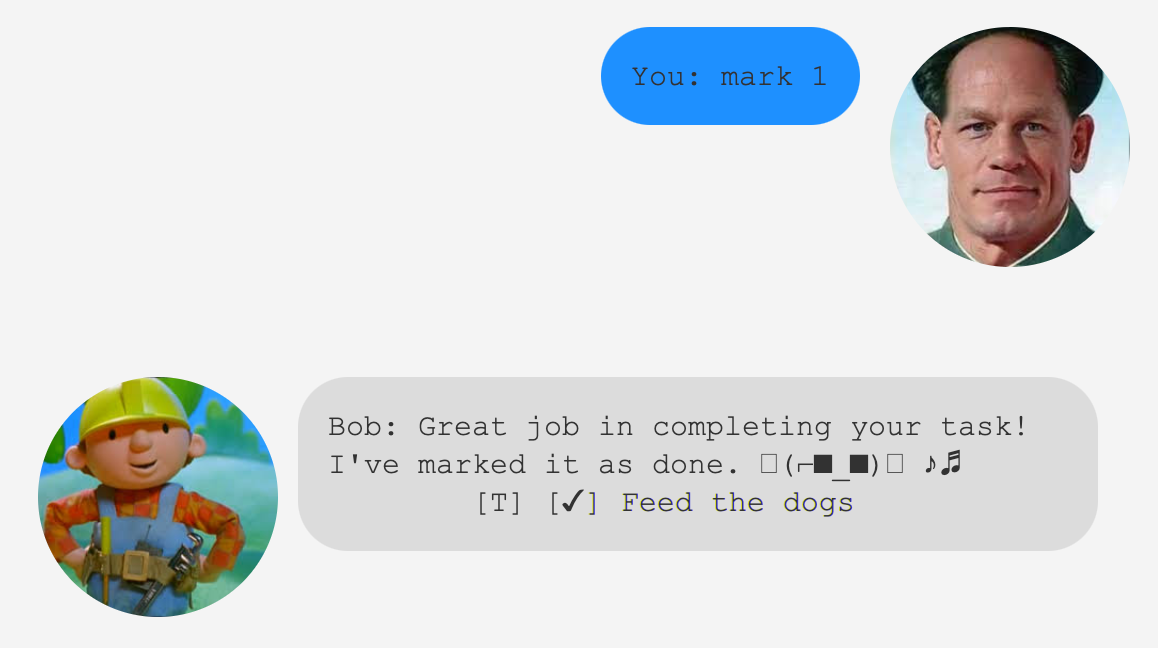 You: mark 1
Bob: Great job in completing your task!
I've marked it as done. □(⌐■_■)□ ♪♬
[T] [✓] Feed the dogs